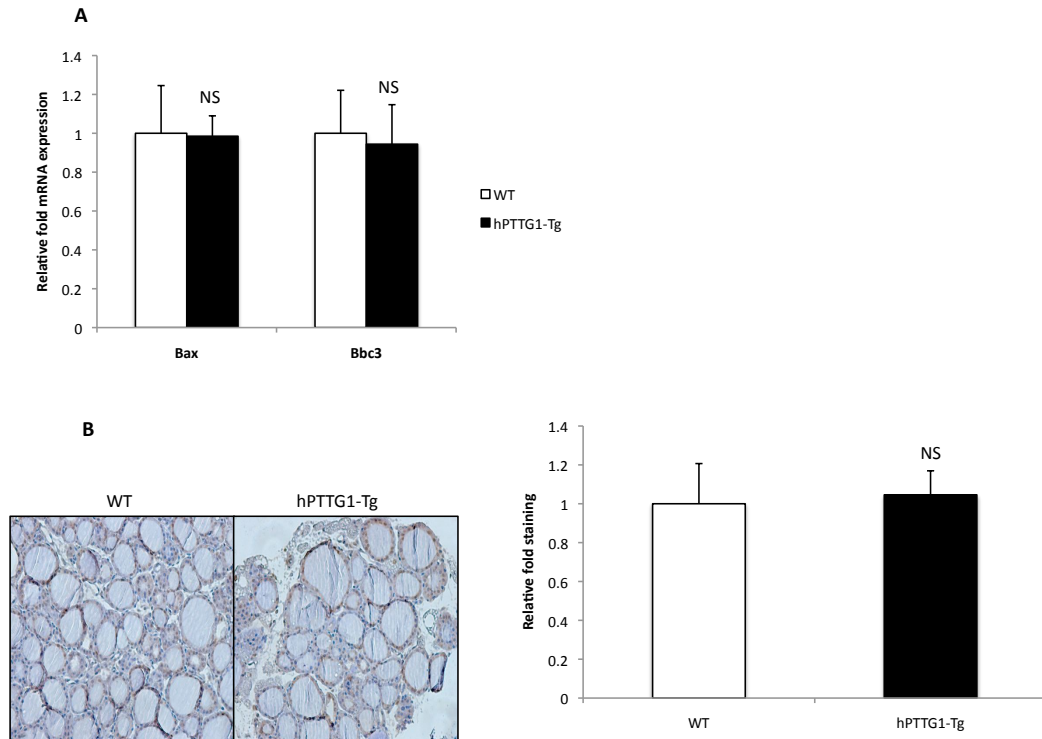 A
Relative fold mRNA expression
1.4
1.2
1
0.8
0.6
0.4
0.2
0
NS
NS
Bax
Bbc3
WT
hPTTG1-Tg
B
WT
hPTTG1-Tg
Relative fold staining
1.4
1.2
1
0.8
0.6
0.4
0.2
0
NS
WT
hPTTG1-Tg